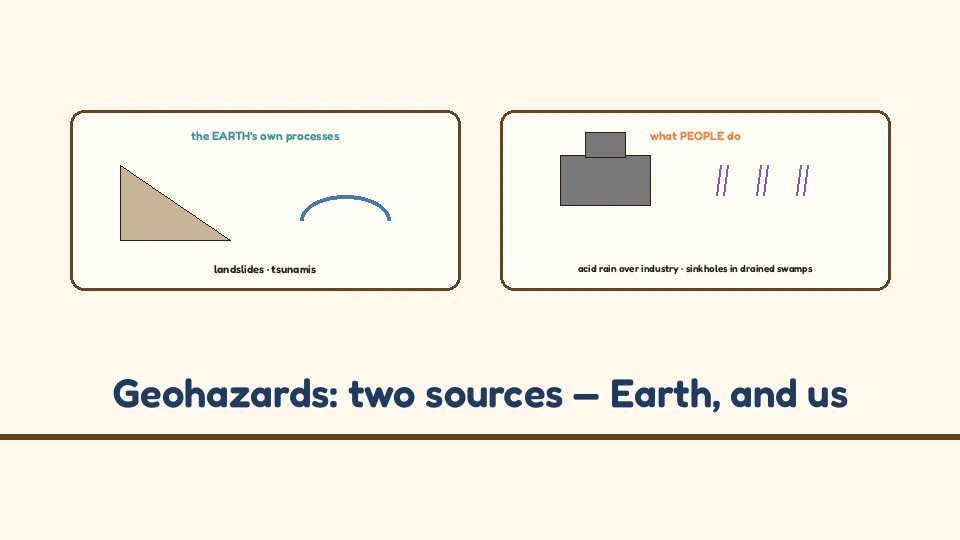 the EARTH's own processes
what PEOPLE do
landslides · tsunamis
acid rain over industry · sinkholes in drained swamps
Geohazards: two sources — Earth, and us